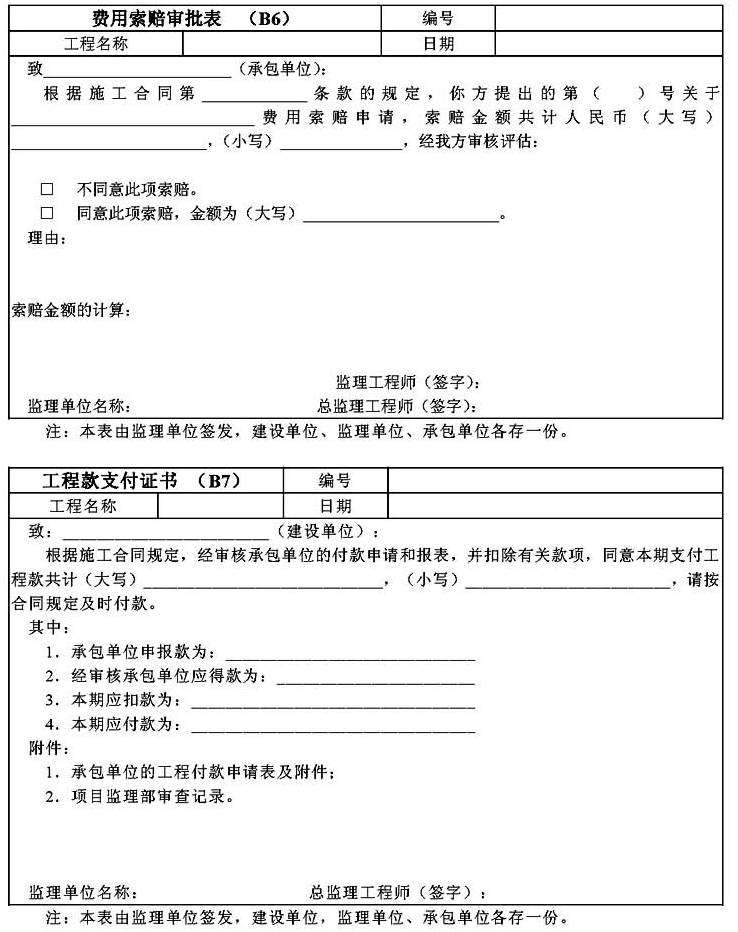 费用索赔审批表 （B6） 编号
工程名称 日期
致______________________（承包单位）：
根据施工合同第____________条款的规定，你方提出的第（ ）号关于
____________________________费用索赔申请，索赔金额共计人民币（大写）
______________________，（小写）______________，经我方审核评估：
□ 不同意此项索赔。
□ 同意此项索赔，金额为（大写）______________________。
理由：
索赔金额的计算：
监理工程师（签字）：
监理单位名称： 总监理工程师（签字）：
注：本表由监理单位签发，建设单位、监理单位、承包单位各存一份。
工程款支付证书 （B7） 编号
工程名称 日期
致：________________________（建设单位）：
根据施工合同规定，经审核承包单位的付款申请和报表，并扣除有关款项，同意本期支付工
程款共计（大写）____________________________，（小写）________________________，请按
合同规定及时付款。
其中：
1．承包单位申报款为：____________________________
2．经审核承包单位应得款为：______________________
3．本期应扣款为：________________________________
4．本期应付款为：________________________________
附件：
1．承包单位的工程付款申请表及附件；
2．项目监理部审查记录。
监理单位名称： 总监理工程师（签字）：
注：本表由监理单位签发，建设单位，监理单位、承包单位各存一份。